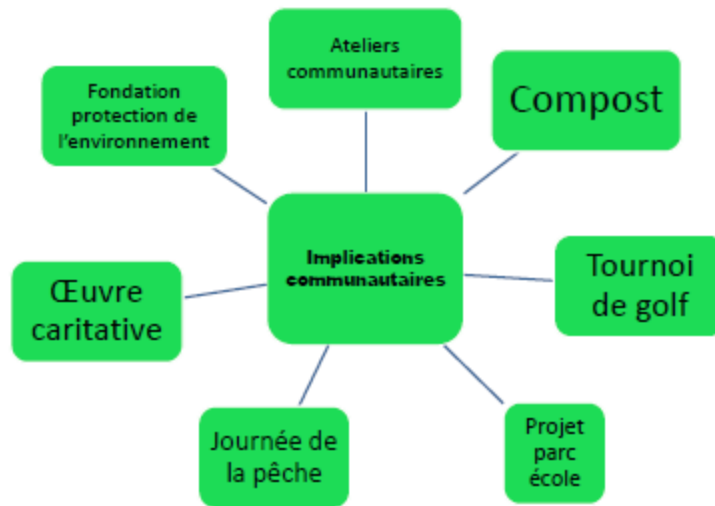 Ateliers
communautaires
Compost
Fondation
protection de
l'environnement
Implications
communautaires
Tournoi
de golf
Œuvre
caritative
Journée de
la pêche
Projet
parc
école